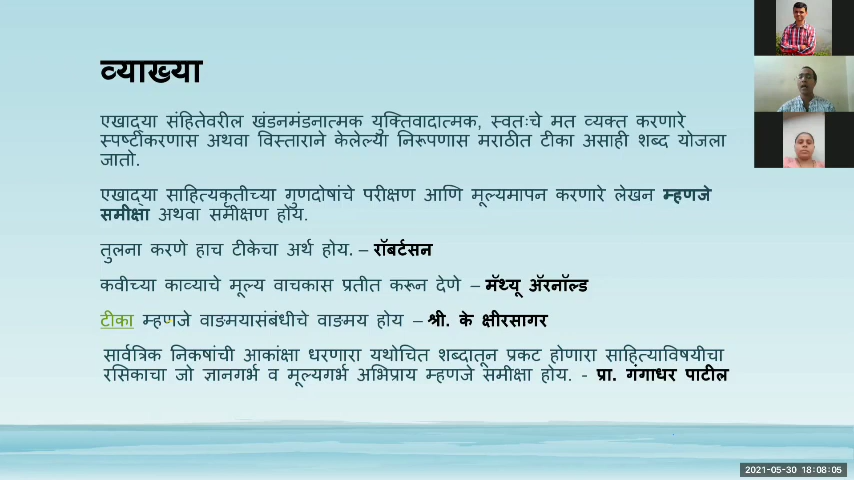 व्याख्या
एखाद्या संहितेवरील खंडनमंडनात्मक युक्तिवादात्मक, स्वतःचे मत व्यक्त करणारे
स्पष्टीकरणास अथवा विस्ताराने केलेल्या निरूपणास मराठीत टीका असाही शब्द योजला
जातो.
एखाद्या साहित्यकृतीच्या गुणदोषांचे परीक्षण आणि मूल्यमापन करणारे लेखन म्हणजे
समीक्षा अथवा समीक्षण होय.
तुलना करणे हाच टीकेचा अर्थ होय. – रॉबर्टसन
कवीच्या काव्याचे मूल्य वाचकास प्रतीत करून देणे – मॅथ्यू ॲरनॉल्ड
टीका म्हणजे वाङमयासंबंधीचे वाङमय होय – श्री. के क्षीरसागर
सार्वत्रिक निकषांची आकांक्षा धरणारा यथोचित शब्दातून प्रकट होणारा साहित्याविषयीचा
रसिकाचा जो ज्ञानगर्भ व मूल्यगर्भ अभिप्राय म्हणजे समीक्षा होय. - प्रा. गंगाधर पाटील
2021-05-30 18:08:05